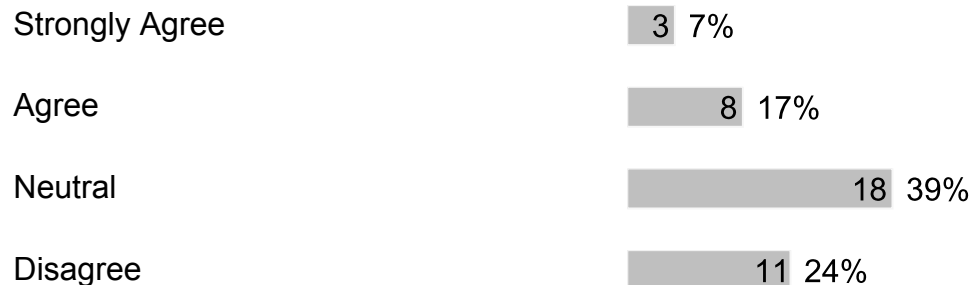 Strongly Agree 3 7%
Agree 8 17%
Neutral 18 39%
Disagree 11 24%